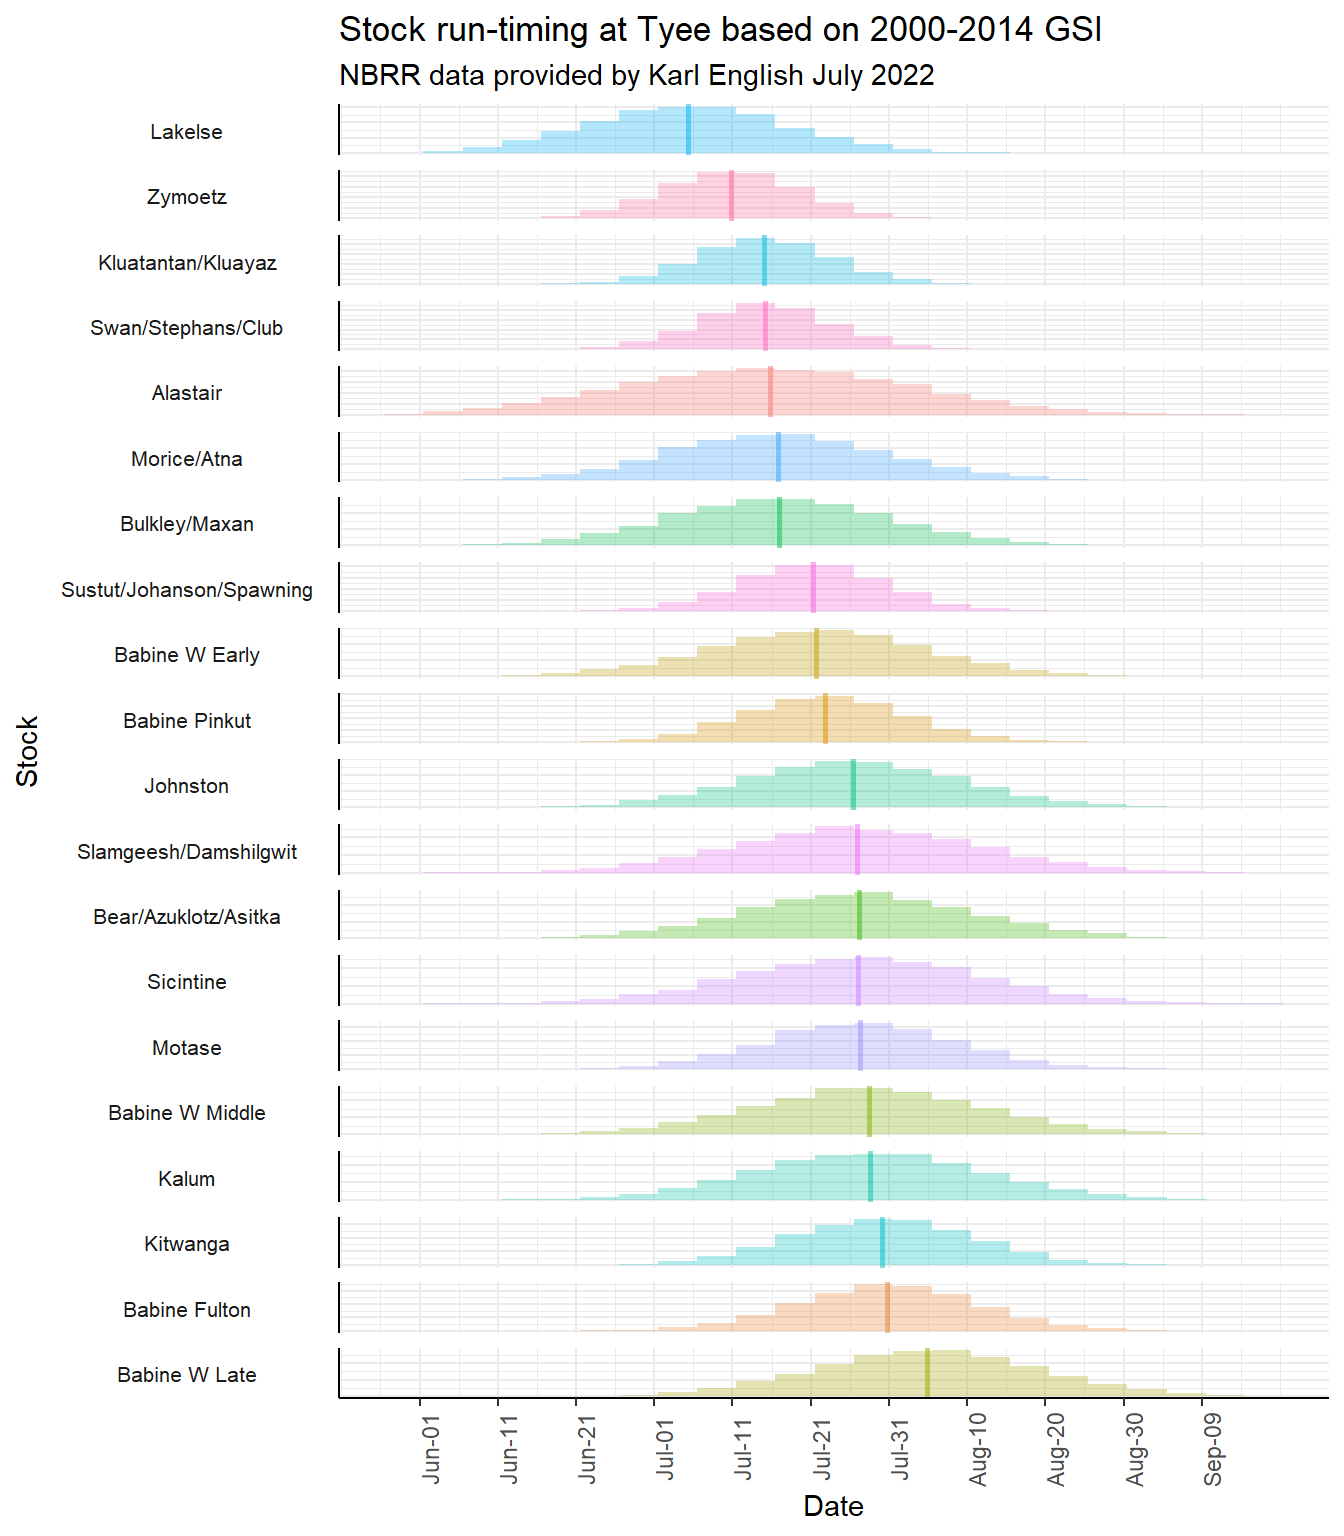 Stock run-timing at Tyee based on 2000-2014 GSI
NBRR data provided by Karl English July 2022
Lakelse
Zymoetz
Kluatantan/Kluayaz
Swan/Stephans/Club
Alastair
Morice/Atna
Bulkley/Maxan
Sustut/Johanson/Spawning
Babine W Early
Babine Pinkut
Johnston
Slamgeesh/Damshilgwit
Bear/Azuklotz/Asitka
Sicintine
Motase
Babine W Middle
Kalum
Kitwanga
Babine Fulton
Babine W Late
Stock
Jun-01
Jun-11
Jun-21
Jul-01
Jul-11
Jul-21
Jul-31
Aug-10
Aug-20
Aug-30
Sep-09
Date